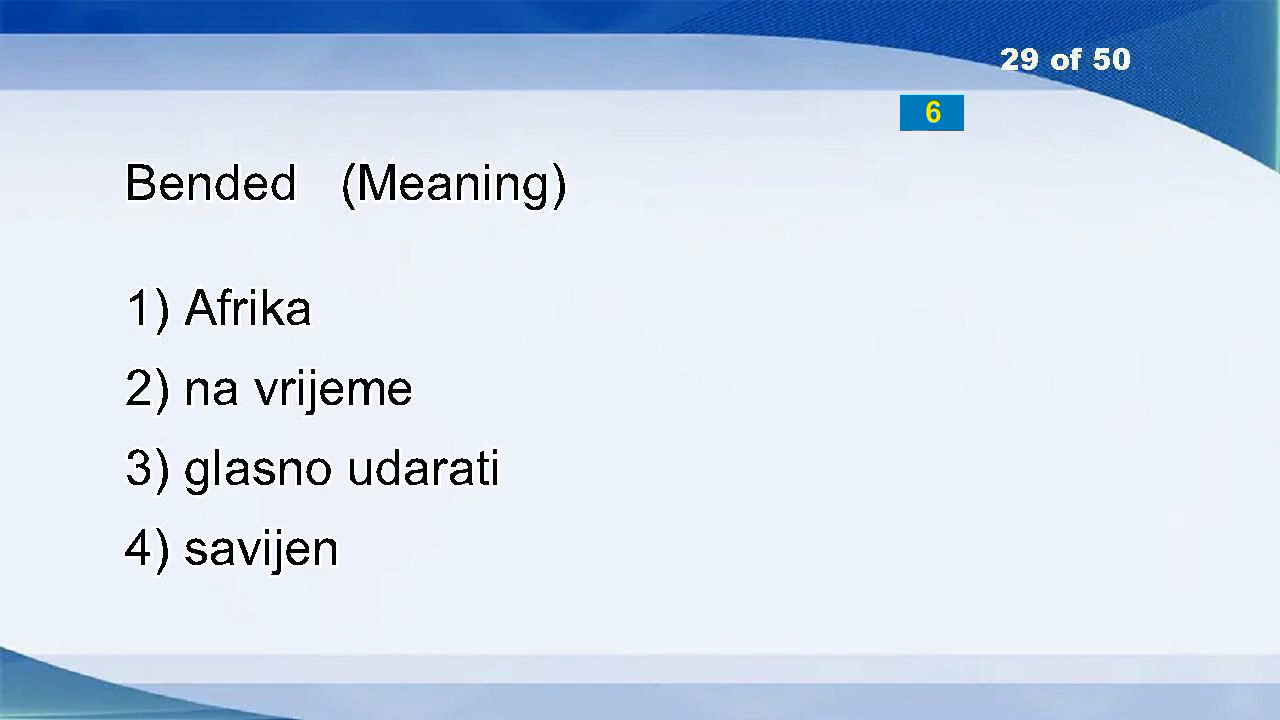 29 of 50
6
Bended (Meaning)
1) Afrika
2) na vrijeme
3) glasno udarati
4) savijen